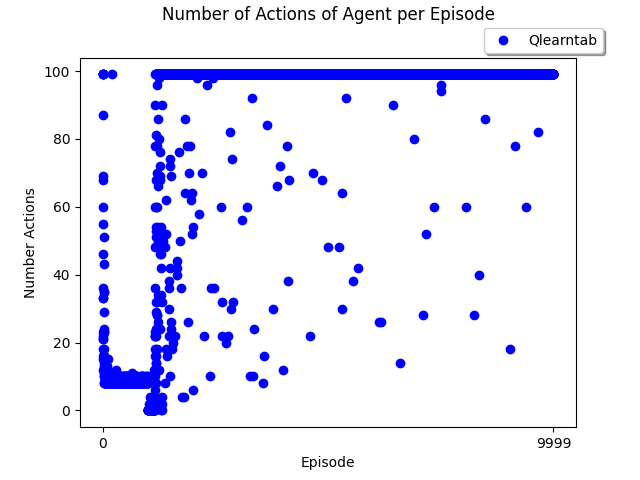 Number of Actions of Agent per Episode
Qlearntab
100
80
60
40
20
0
Number Actions
0
9999
Episode